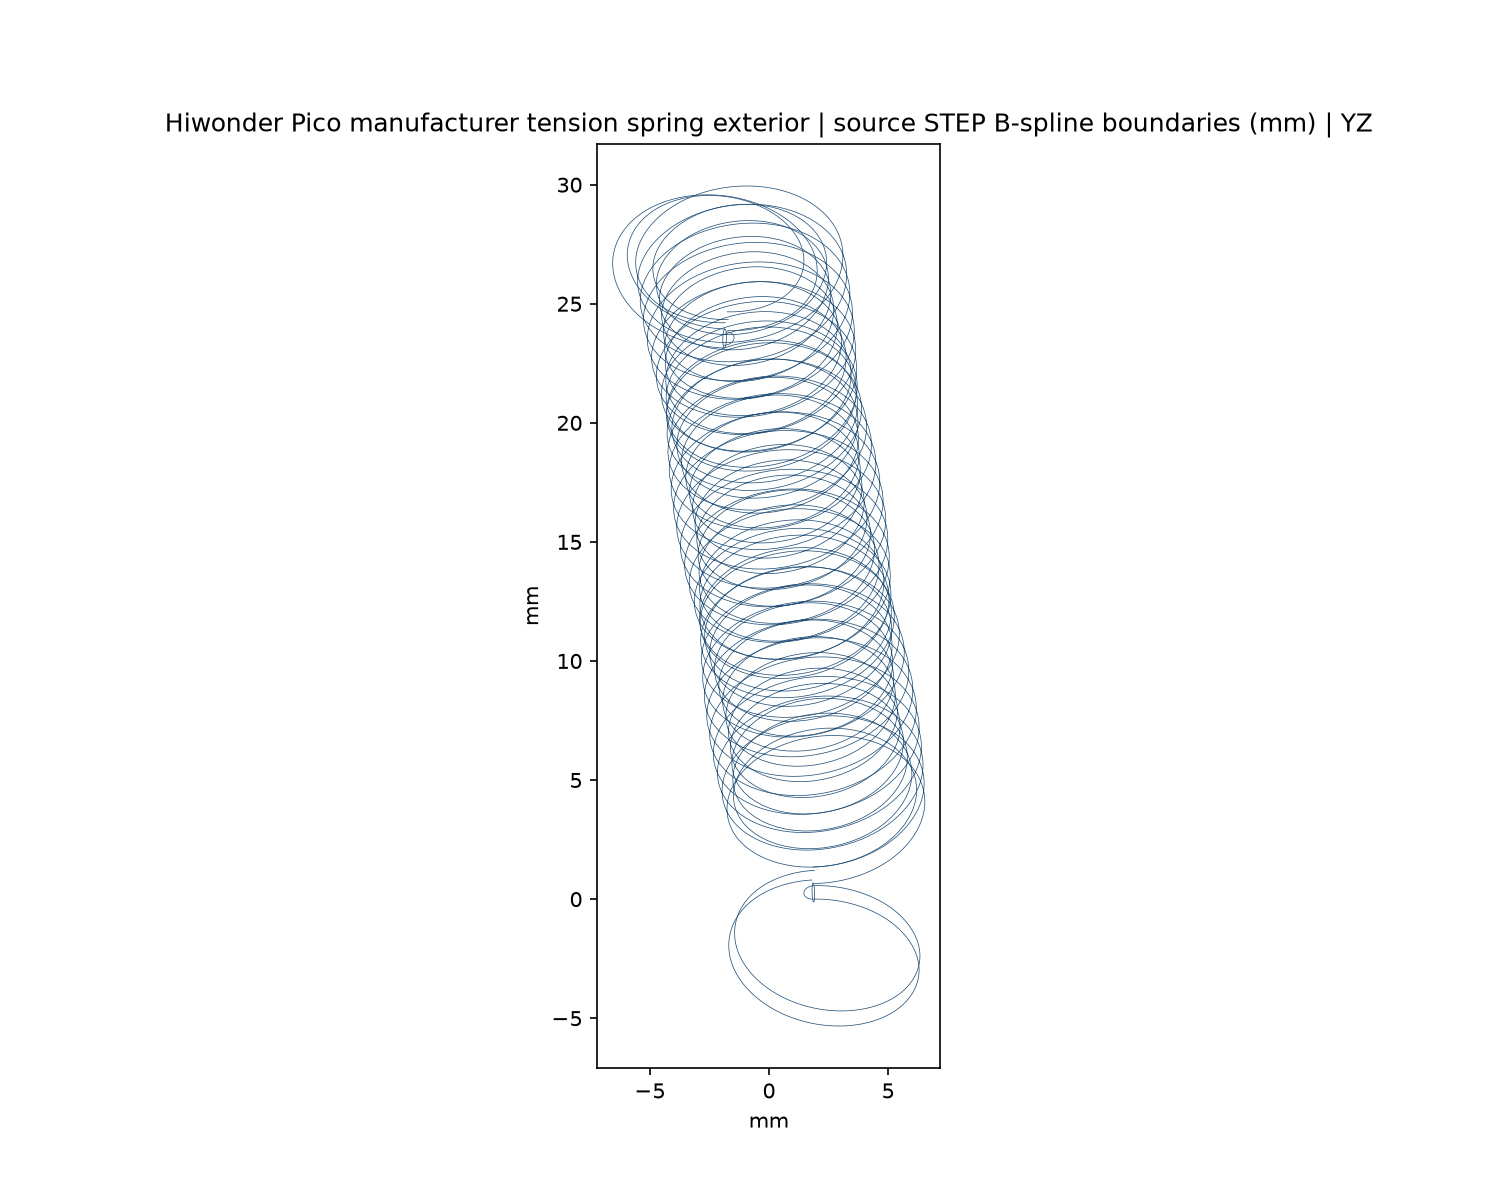 Hiwonder Pico manufacturer tension spring exterior | source STEP B-spline boundaries (mm) | YZ
30
25
20
15
10
5
0
−5
mm
−5 0 5
mm